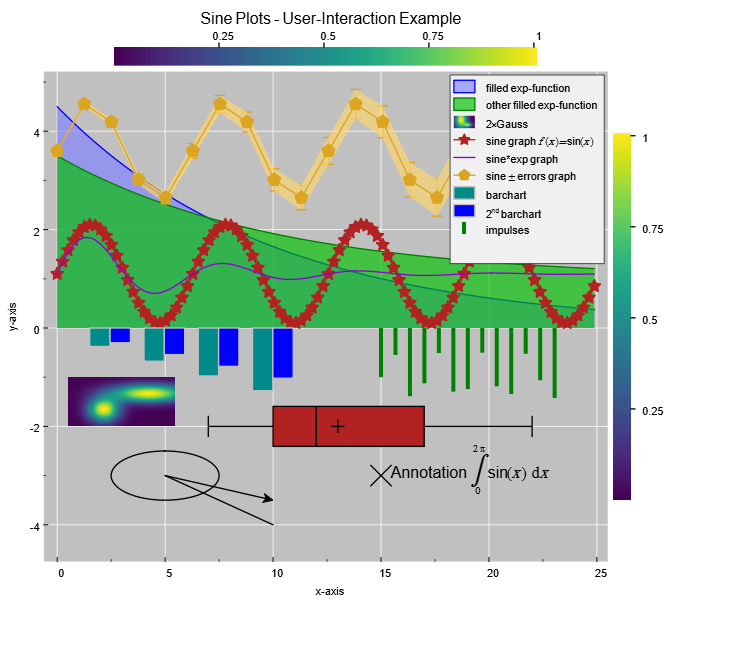 Sine Plots - User-Interaction Example
0.25 0.5 0.75 1
filled exp-function
other filled exp-function
2×Gauss
sine graph f(x)=sin(x)
sine*exp graph
sine ± errors graph
barchart
2nd barchart
impulses
4
2
0
-2
-4
y-axis
1
0.75
0.5
0.25
Annotation ∫₀^2π sin(x) dx
0 5 10 15 20 25
x-axis